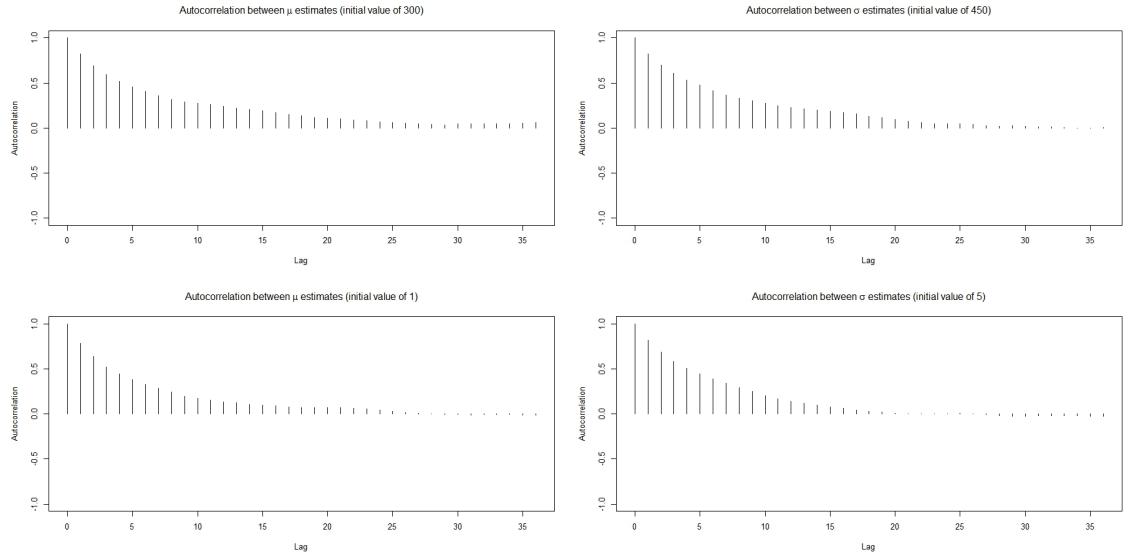 Autocorrelation between μ estimates (initial value of 300)
Autocorrelation
1.0
0.5
0.0
-0.5
-1.0
0 5 10 15 20 25 30 35
Lag
Autocorrelation between σ estimates (initial value of 450)
Autocorrelation
1.0
0.5
0.0
-0.5
-1.0
0 5 10 15 20 25 30 35
Lag
Autocorrelation between μ estimates (initial value of 1)
Autocorrelation
1.0
0.5
0.0
-0.5
-1.0
0 5 10 15 20 25 30 35
Lag
Autocorrelation between σ estimates (initial value of 5)
Autocorrelation
1.0
0.5
0.0
-0.5
-1.0
0 5 10 15 20 25 30 35
Lag